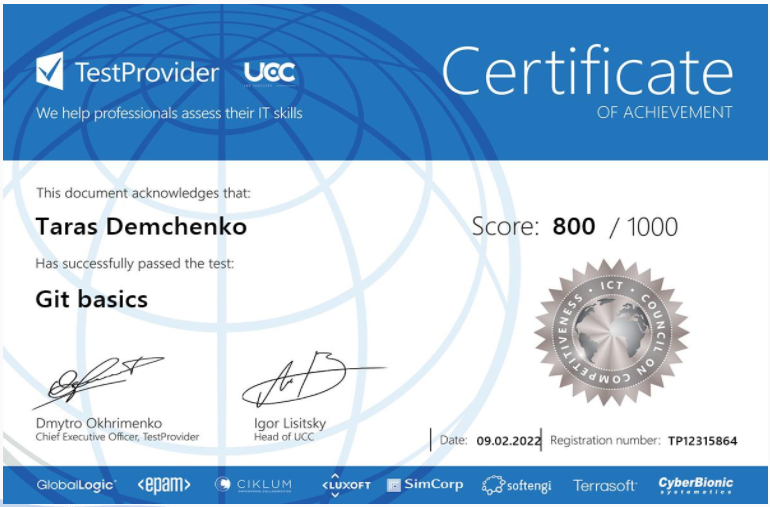 TestProvider UCC
We help professionals assess their IT skills
Certificate
OF ACHIEVEMENT
This document acknowledges that:
Taras Demchenko
Has successfully passed the test:
Git basics
Score: 800 / 1000
ICT • COUNCIL ON COMPETITIVENESS •
Dmytro Okhrimenko
Chief Executive Officer, TestProvider
Igor Lisitsky
Head of UCC
Date: 09.02.2022 Registration number: TP12315864
GlobalLogic <epam> CIKLUM <LUXOFT SimCorp softengi Terrasoft CyberBionic
systematics